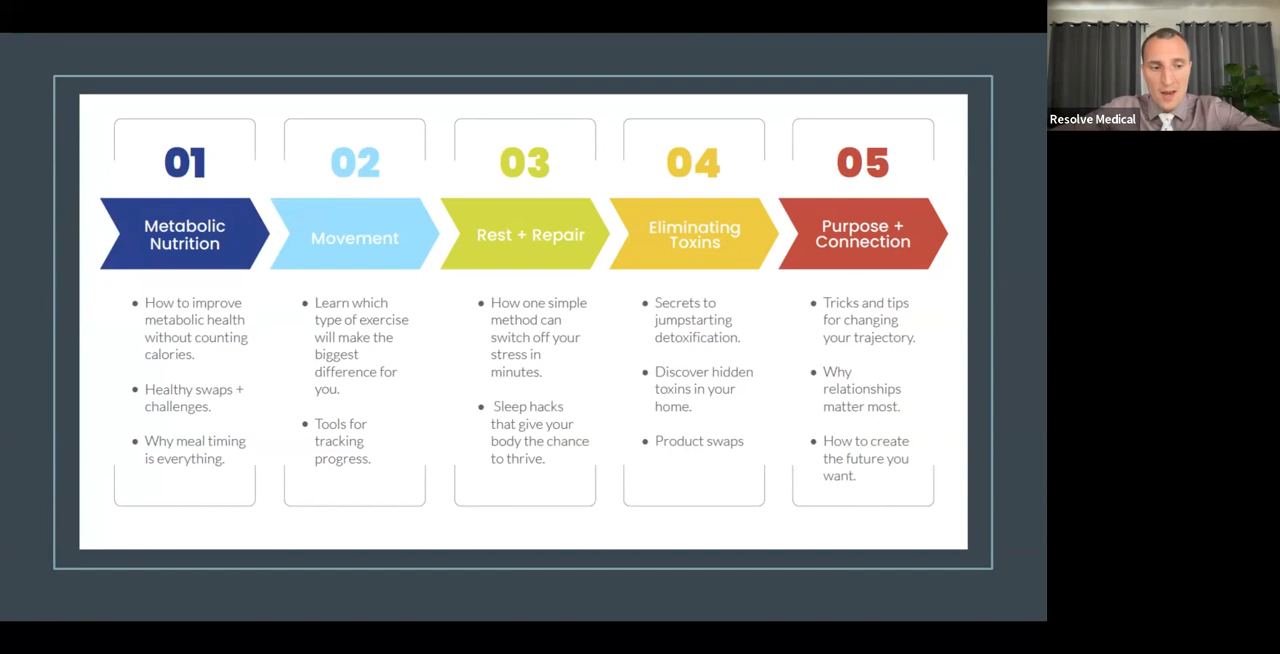 01
Metabolic
Nutrition
• How to improve
metabolic health
without counting
calories.
• Healthy swaps +
challenges.
• Why meal timing
is everything.
02
Movement
• Learn which
type of exercise
will make the
biggest
difference for
you.
• Tools for
tracking
progress.
03
Rest + Repair
• How one simple
method can
switch off your
stress in
minutes.
• Sleep hacks
that give your
body the chance
to thrive.
04
Eliminating
Toxins
• Secrets to
jumpstarting
detoxification.
• Discover hidden
toxins in your
home.
• Product swaps
05
Purpose +
Connection
• Tricks and tips
for changing
your trajectory.
• Why
relationships
matter most.
• How to create
the future you
want.
Resolve Medical